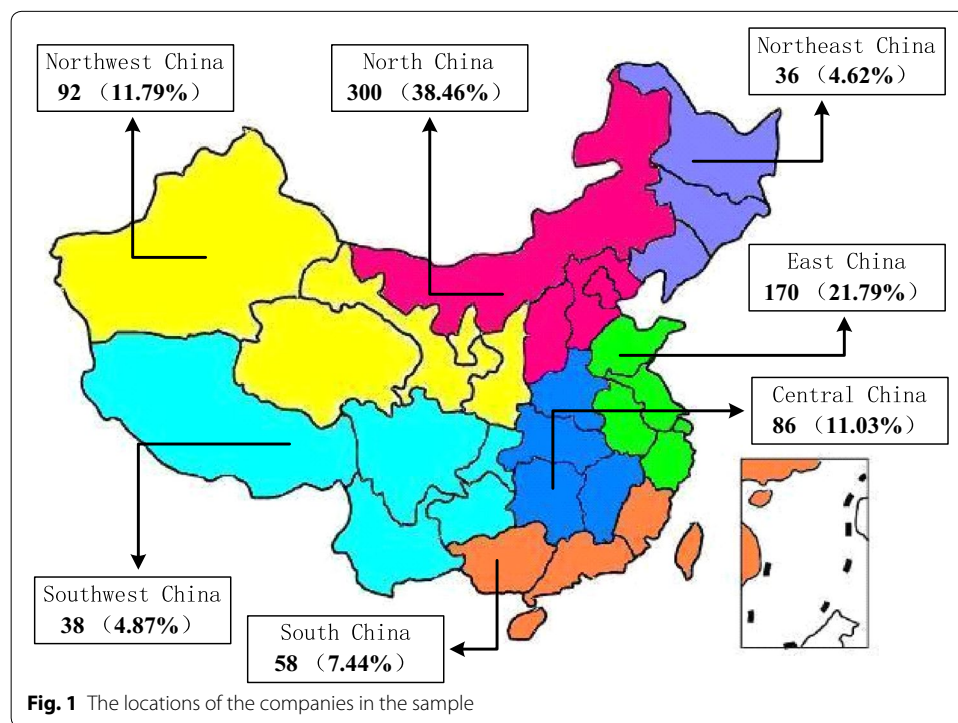 Northwest China
92 （11.79%）
North China
300 （38.46%）
Northeast China
36 （4.62%）
East China
170 （21.79%）
Central China
86 （11.03%）
Southwest China
38 （4.87%）
South China
58 （7.44%）
Fig. 1 The locations of the companies in the sample